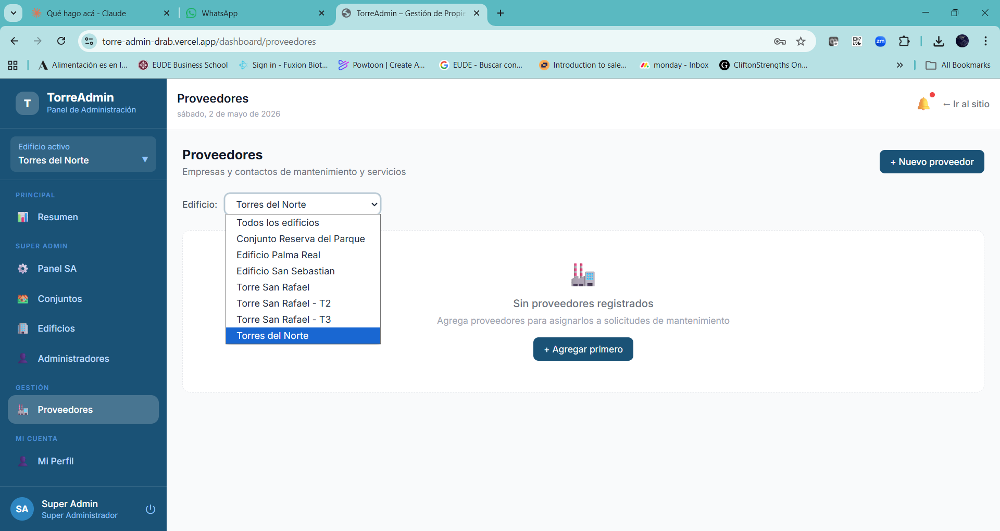 Qué hago acá - Claude
WhatsApp
TorreAdmin – Gestión de Propie
torre-admin-drab.vercel.app/dashboard/proveedores
zm
Alimentación es en l...
EUDE Business School
Sign in - Fuxion Biot...
Powtoon | Create A...
EUDE - Buscar con...
Introduction to sale...
monday - Inbox
CliftonStrengths On...
All Bookmarks
T
TorreAdmin
Panel de Administración
Edificio activo
Torres del Norte
PRINCIPAL
Resumen
SUPER ADMIN
Panel SA
Conjuntos
Edificios
Administradores
GESTIÓN
Proveedores
MI CUENTA
Mi Perfil
SA
Super Admin
Super Administrador
Proveedores
sábado, 2 de mayo de 2026
← Ir al sitio
Proveedores
Empresas y contactos de mantenimiento y servicios
+ Nuevo proveedor
Edificio:
Torres del Norte
Todos los edificios
Conjunto Reserva del Parque
Edificio Palma Real
Edificio San Sebastian
Torre San Rafael
Torre San Rafael - T2
Torre San Rafael - T3
Torres del Norte
Sin proveedores registrados
Agrega proveedores para asignarlos a solicitudes de mantenimiento
+ Agregar primero